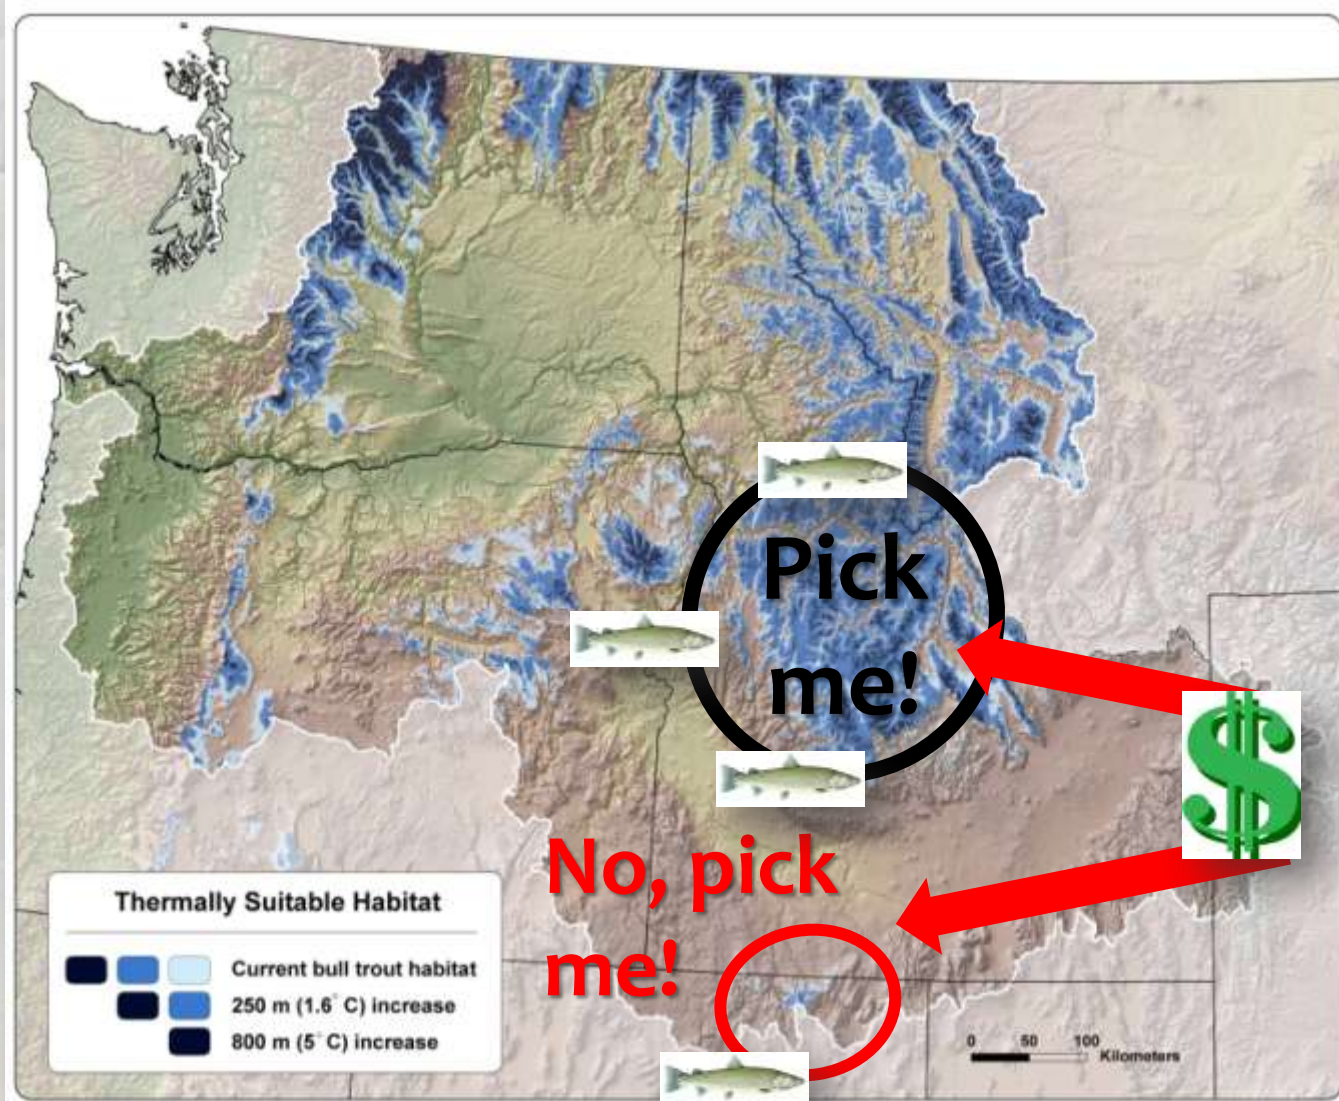 Pick
me!
$
No, pick
me!
Thermally Suitable Habitat
Current bull trout habitat
250 m (1.6° C) increase
800 m (5° C) increase
0 50 100
Kilometers